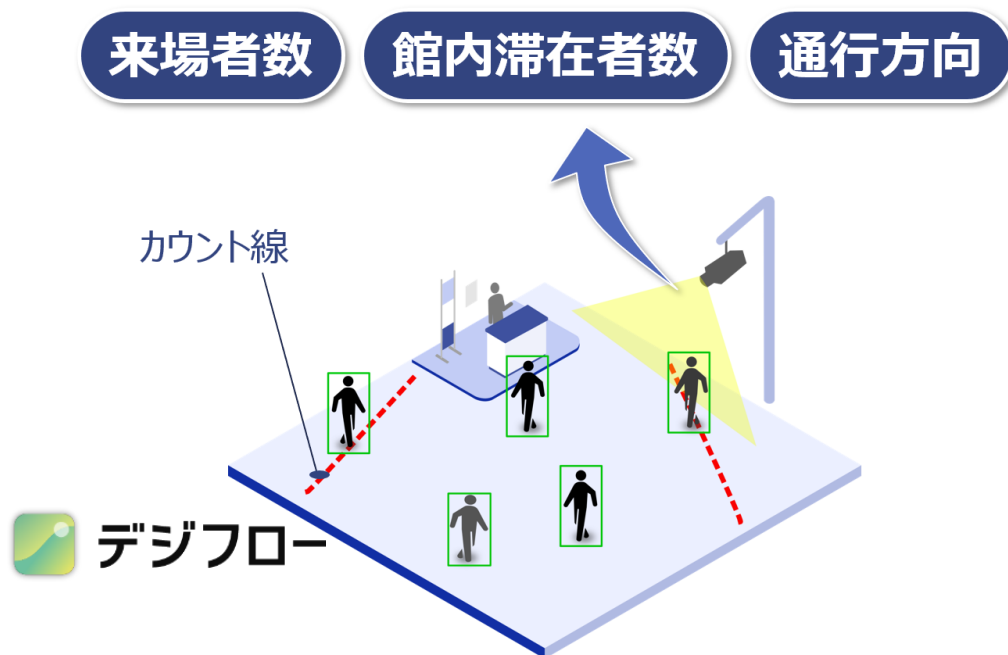 来場者数
館内滞在者数
通行方向
カウント線
デジフロー